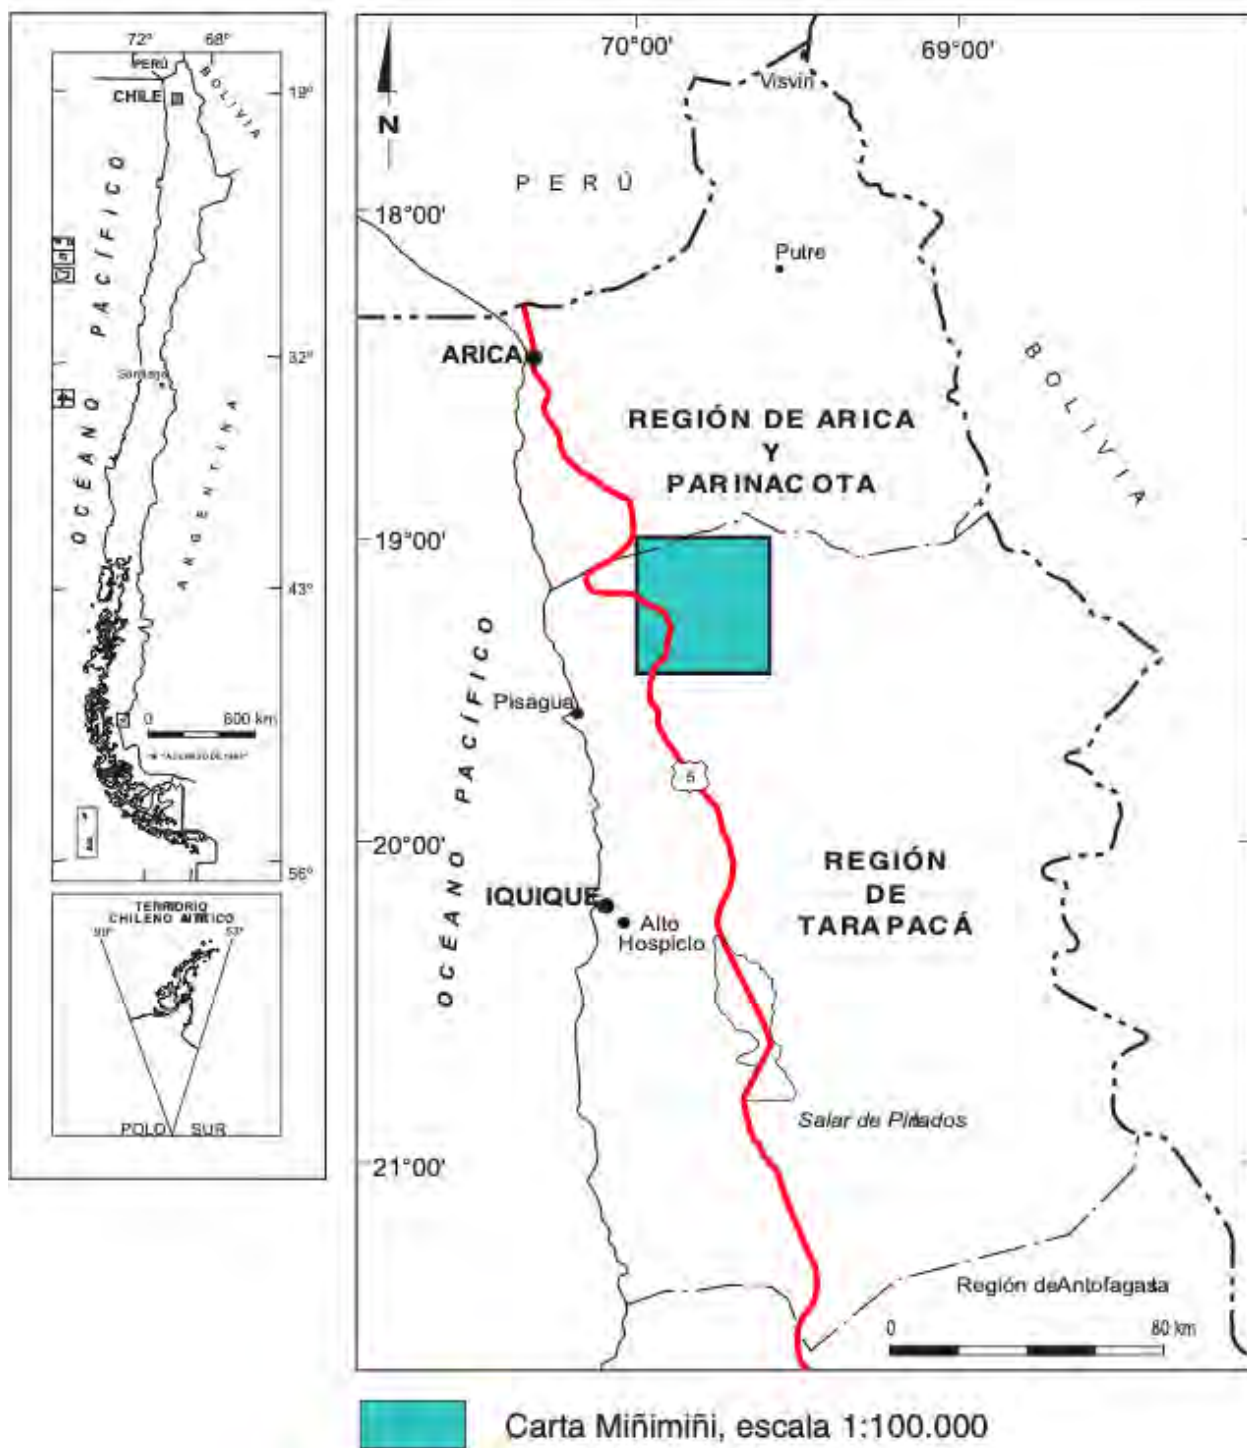 72°
68°
PERÚ
BOLIVIA
CHILE
19°
OCÉANO PACÍFICO
32°
Santiago
ARGENTINA
43°
0
600 km
56°
TERRITORIO
CHILENO ANTÁRTICO
90°
53°
POLO
SUR
70°00'
69°00'
Visviri
N
PERÚ
18°00'
Putre
ARICA
BOLIVIA
REGIÓN DE ARICA
Y
PARINACOTA
19°00'
OCÉANO PACÍFICO
Pisagua
5
20°00'
REGIÓN
DE
TARAPACÁ
IQUIQUE
Alto
Hospicio
Salar de Pintados
21°00'
Región de Antofagasta
0
80 km
Carta Miñimiñi, escala 1:100.000